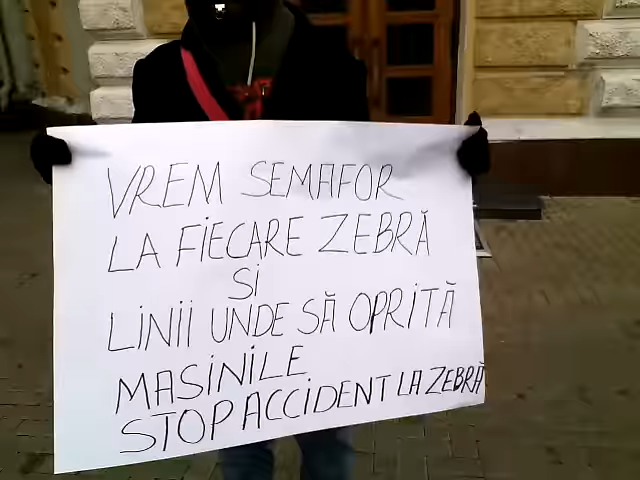 VREM SEMAFOR
LA FIECARE ZEBRĂ
SI
LINII UNDE SĂ OPRITĂ
MASINILE
STOP ACCIDENT LA ZEBRĂ